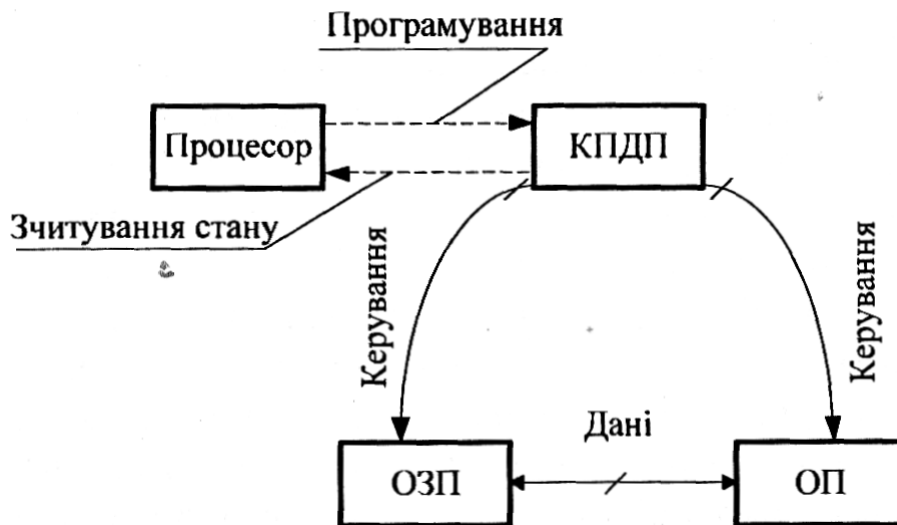 Програмування
Процесор
КПДП
Зчитування стану
Керування
Керування
Дані
ОЗП
ОП